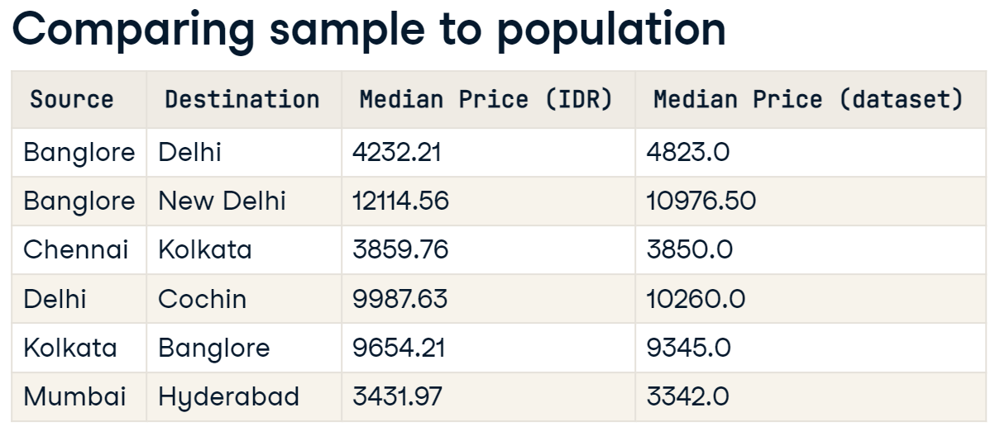 Comparing sample to population
Source Destination Median Price (IDR) Median Price (dataset)
Banglore Delhi 4232.21 4823.0
Banglore New Delhi 12114.56 10976.50
Chennai Kolkata 3859.76 3850.0
Delhi Cochin 9987.63 10260.0
Kolkata Banglore 9654.21 9345.0
Mumbai Hyderabad 3431.97 3342.0